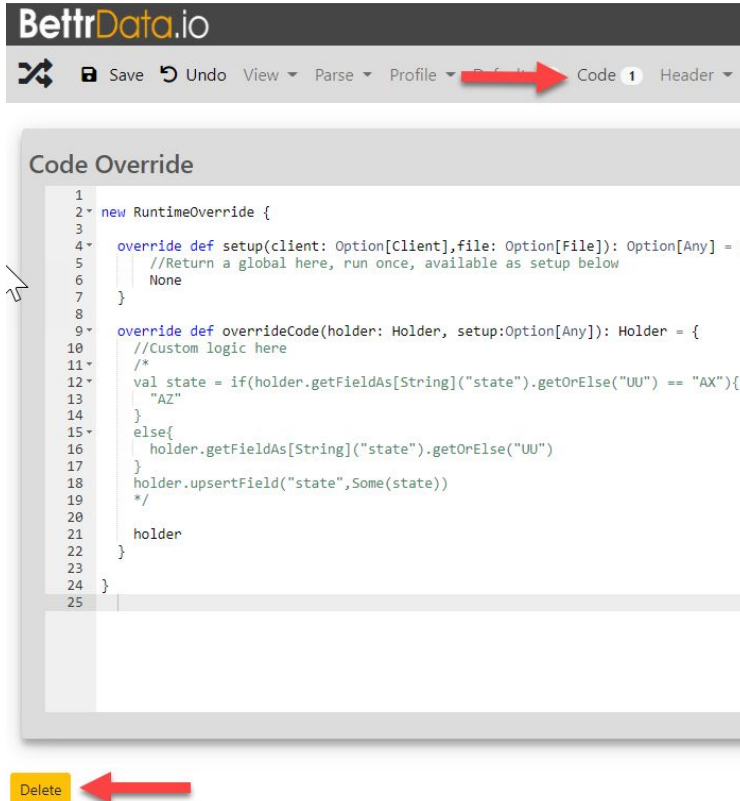 BettrData.io
Save Undo View Parse Profile Code 1 Header
Code Override
1
2 new RuntimeOverride {
3
4   override def setup(client: Option[Client],file: Option[File]): Option[Any] =
5       //Return a global here, run once, available as setup below
6       None
7   }
8
9   override def overrideCode(holder: Holder, setup:Option[Any]): Holder = {
10     //Custom logic here
11     /*
12     val state = if(holder.getFieldAs[String]("state").getOrElse("UU") == "AX"){
13       "AZ"
14     }
15     else{
16       holder.getFieldAs[String]("state").getOrElse("UU")
17     }
18     holder.upsertField("state",Some(state))
19     */
20
21     holder
22   }
23
24 }
25
Delete